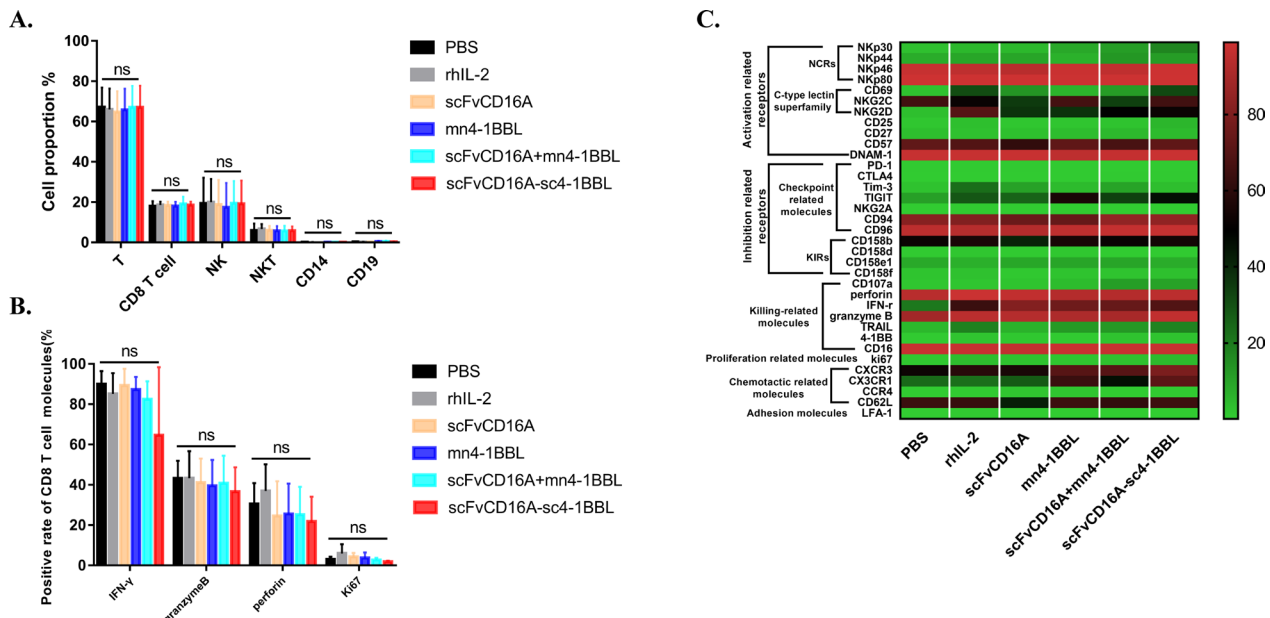 A.
Cell proportion %
100
80
60
40
20
0
ns
ns
ns
ns
ns
ns
T
CD8 T cell
NK
NKT
CD14
CD19
PBS
rhIL-2
scFvCD16A
mn4-1BBL
scFvCD16A+mn4-1BBL
scFvCD16A-sc4-1BBL
B.
Positive rate of CD8 T cell molecules(%
100
80
60
40
20
0
ns
ns
ns
ns
IFN-γ
granzymeB
perforin
Ki67
PBS
rhIL-2
scFvCD16A
mn4-1BBL
scFvCD16A+mn4-1BBL
scFvCD16A-sc4-1BBL
C.
Activation related
receptors
NCRs
C-type lectin
superfamily
NKp30
NKp44
NKp46
NKp80
CD69
NKG2C
NKG2D
CD25
CD27
CD57
DNAM-1
Inhibition related
receptors
Checkpoint
related
molecules
KIRs
PD-1
CTLA4
Tim-3
TIGIT
NKG2A
CD94
CD96
CD158b
CD158d
CD158e1
CD158f
Killing-related
molecules
CD107a
perforin
IFN-r
granzyme B
TRAIL
4-1BB
CD16
Proliferation related molecules
ki67
Chemotactic related
molecules
CXCR3
CX3CR1
CCR4
CD62L
Adhesion molecules
LFA-1
PBS
rhIL-2
scFvCD16A
mn4-1BBL
scFvCD16A+mn4-1BBL
scFvCD16A-sc4-1BBL
80
60
40
20